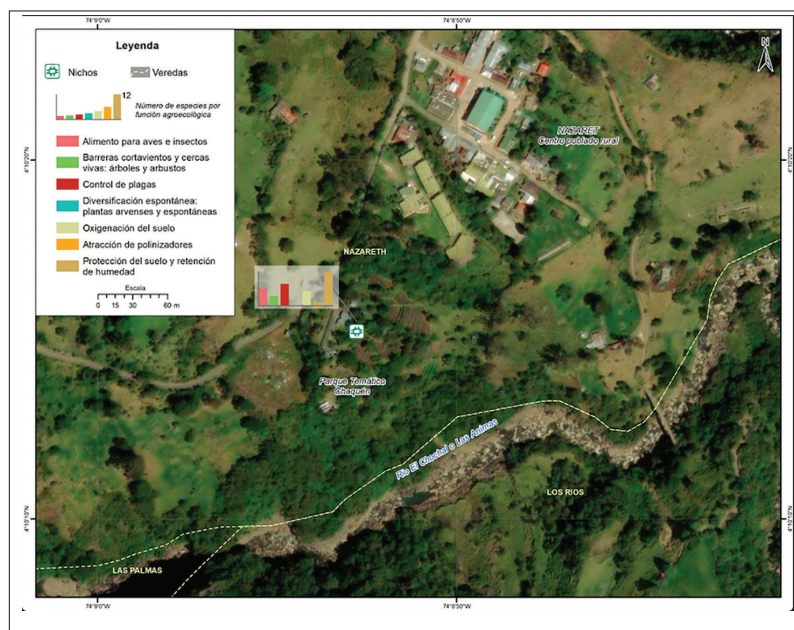 74°9'0"W
74°8'50"W
Leyenda
Nichos
Veredas
12
Número de especies por
función agroecológica
Alimento para aves e insectos
Barreras cortavientos y cercas
vivas: árboles y arbustos
Control de plagas
Diversificación espontánea:
plantas arvenses y espontáneas
Oxigenación del suelo
Atracción de polinizadores
Protección del suelo y retención
de humedad
Escala
0 15 30 60 m
N
NAZARET
Centro poblado rural
4°10'20"N
4°10'20"N
NAZARETH
Parque Temático
Chaquén
Río El Chochal o Las Animas
LOS RIOS
4°10'10"N
4°10'10"N
LAS PALMAS
74°9'0"W
74°8'50"W